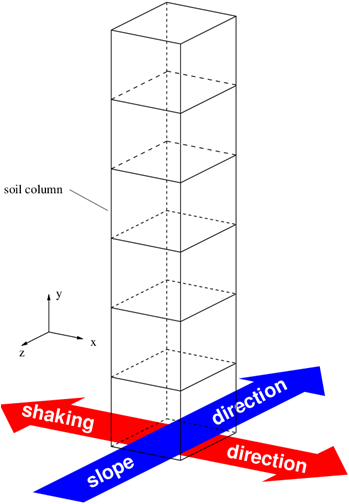 soil column
y
x
z
shaking
direction
slope
direction